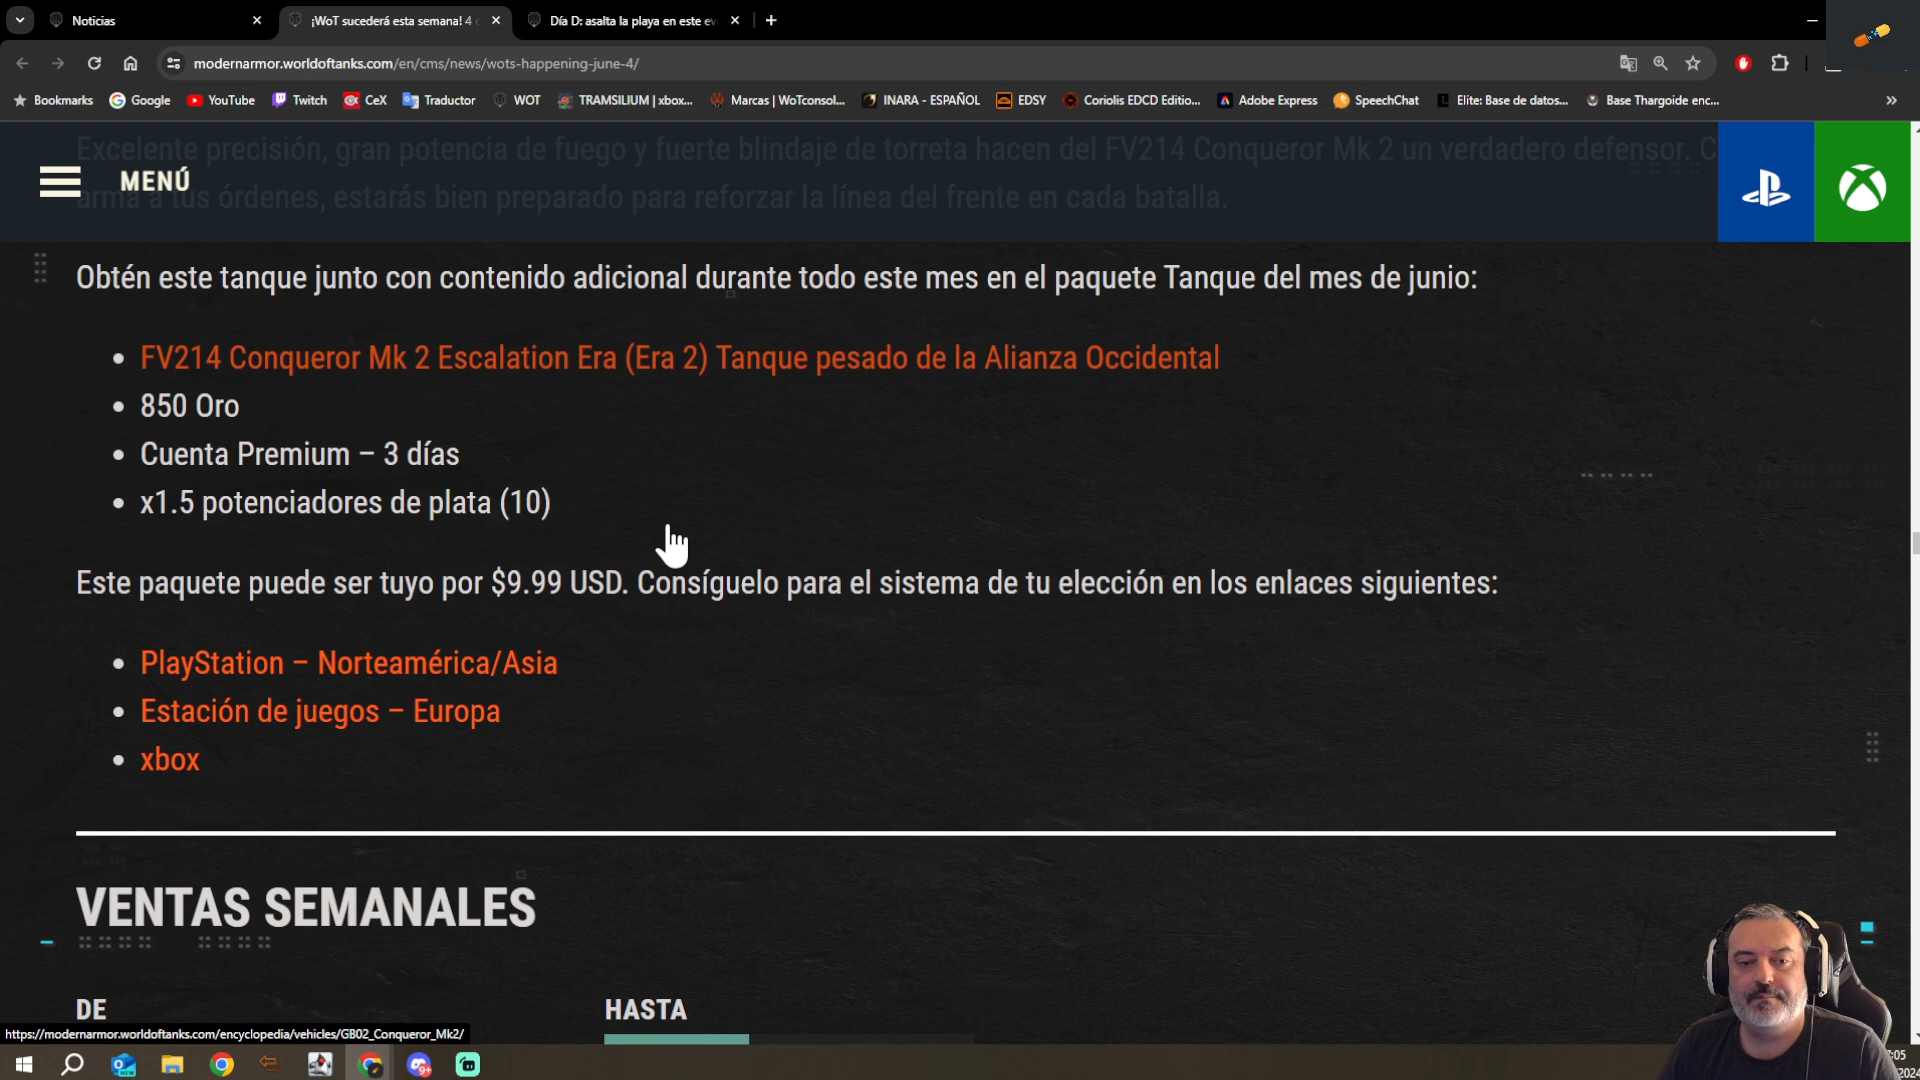 Noticias
¡WoT sucederá esta semana! 4
Día D: asalta la playa en este ev
modernarmor.worldoftanks.com/en/cms/news/wots-happening-june-4/
Bookmarks
Google
YouTube
Twitch
CeX
Traductor
WOT
TRAMSILIUM | xbox...
Marcas | WoTconsol...
INARA - ESPAÑOL
EDSY
Coriolis EDCD Editio...
Adobe Express
SpeechChat
Elite: Base de datos...
Base Thargoide enc...
Excelente precisión, gran potencia de fuego y fuerte blindaje de torreta hacen del FV214 Conqueror Mk 2 un verdadero defensor. C
MENÚ
arma a tus órdenes, estarás bien preparado para reforzar la línea del frente en cada batalla.
Obtén este tanque junto con contenido adicional durante todo este mes en el paquete Tanque del mes de junio:
FV214 Conqueror Mk 2 Escalation Era (Era 2) Tanque pesado de la Alianza Occidental
850 Oro
Cuenta Premium – 3 días
x1.5 potenciadores de plata (10)
Este paquete puede ser tuyo por $9.99 USD. Consíguelo para el sistema de tu elección en los enlaces siguientes:
PlayStation – Norteamérica/Asia
Estación de juegos – Europa
xbox
VENTAS SEMANALES
DE
HASTA
https://modernarmor.worldoftanks.com/encyclopedia/vehicles/GB02_Conqueror_Mk2/